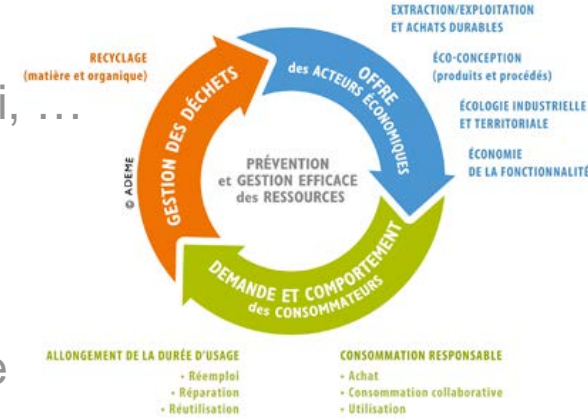 EXTRACTION/EXPLOITATION
ET ACHATS DURABLES
RECYCLAGE
(matière et organique)
ÉCO-CONCEPTION
(produits et procédés)
ÉCOLOGIE INDUSTRIELLE
ET TERRITORIALE
ÉCONOMIE
DE LA FONCTIONNALITÉ
i, ...
GESTION DES DÉCHETS
OFFRE
des ACTEURS ÉCONOMIQUES
PRÉVENTION
et GESTION EFFICACE
des RESSOURCES
© ADEME
DEMANDE ET COMPORTEMENT
des CONSOMMATEURS
e
ALLONGEMENT DE LA DURÉE D'USAGE
• Réemploi
• Réparation
• Réutilisation
CONSOMMATION RESPONSABLE
• Achat
• Consommation collaborative
• Utilisation